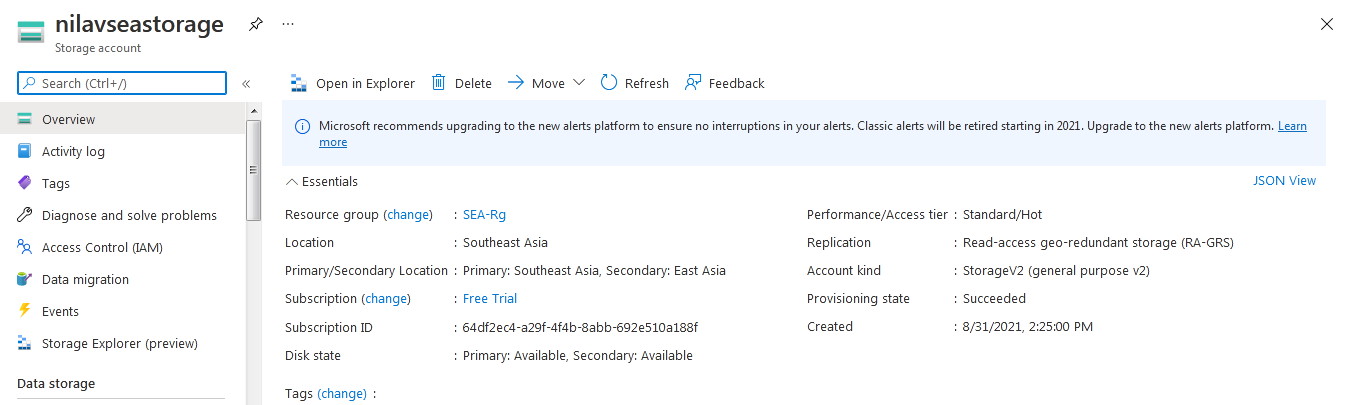 nilavseastorage
Storage account
Search (Ctrl+/)
Overview
Activity log
Tags
Diagnose and solve problems
Access Control (IAM)
Data migration
Events
Storage Explorer (preview)
Data storage
Open in Explorer Delete Move Refresh Feedback
Microsoft recommends upgrading to the new alerts platform to ensure no interruptions in your alerts. Classic alerts will be retired starting in 2021. Upgrade to the new alerts platform. Learn
more
Essentials JSON View
Resource group (change) : SEA-Rg
Location : Southeast Asia
Primary/Secondary Location : Primary: Southeast Asia, Secondary: East Asia
Subscription (change) : Free Trial
Subscription ID : 64df2ec4-a29f-4f4b-8abb-692e510a188f
Disk state : Primary: Available, Secondary: Available
Tags (change) :
Performance/Access tier : Standard/Hot
Replication : Read-access geo-redundant storage (RA-GRS)
Account kind : StorageV2 (general purpose v2)
Provisioning state : Succeeded
Created : 8/31/2021, 2:25:00 PM